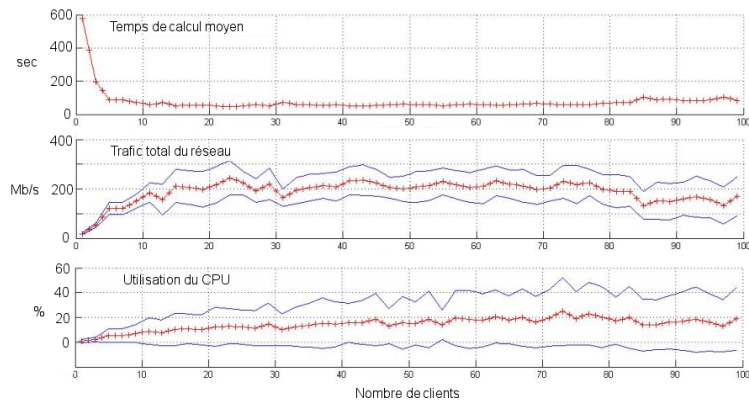 600
Temps de calcul moyen
400
sec
200
0
0 10 20 30 40 50 60 70 80 90 100
400
Trafic total du réseau
Mb/s
200
0
0 10 20 30 40 50 60 70 80 90 100
60
Utilisation du CPU
40
%
20
0
0 10 20 30 40 50 60 70 80 90 100
Nombre de clients